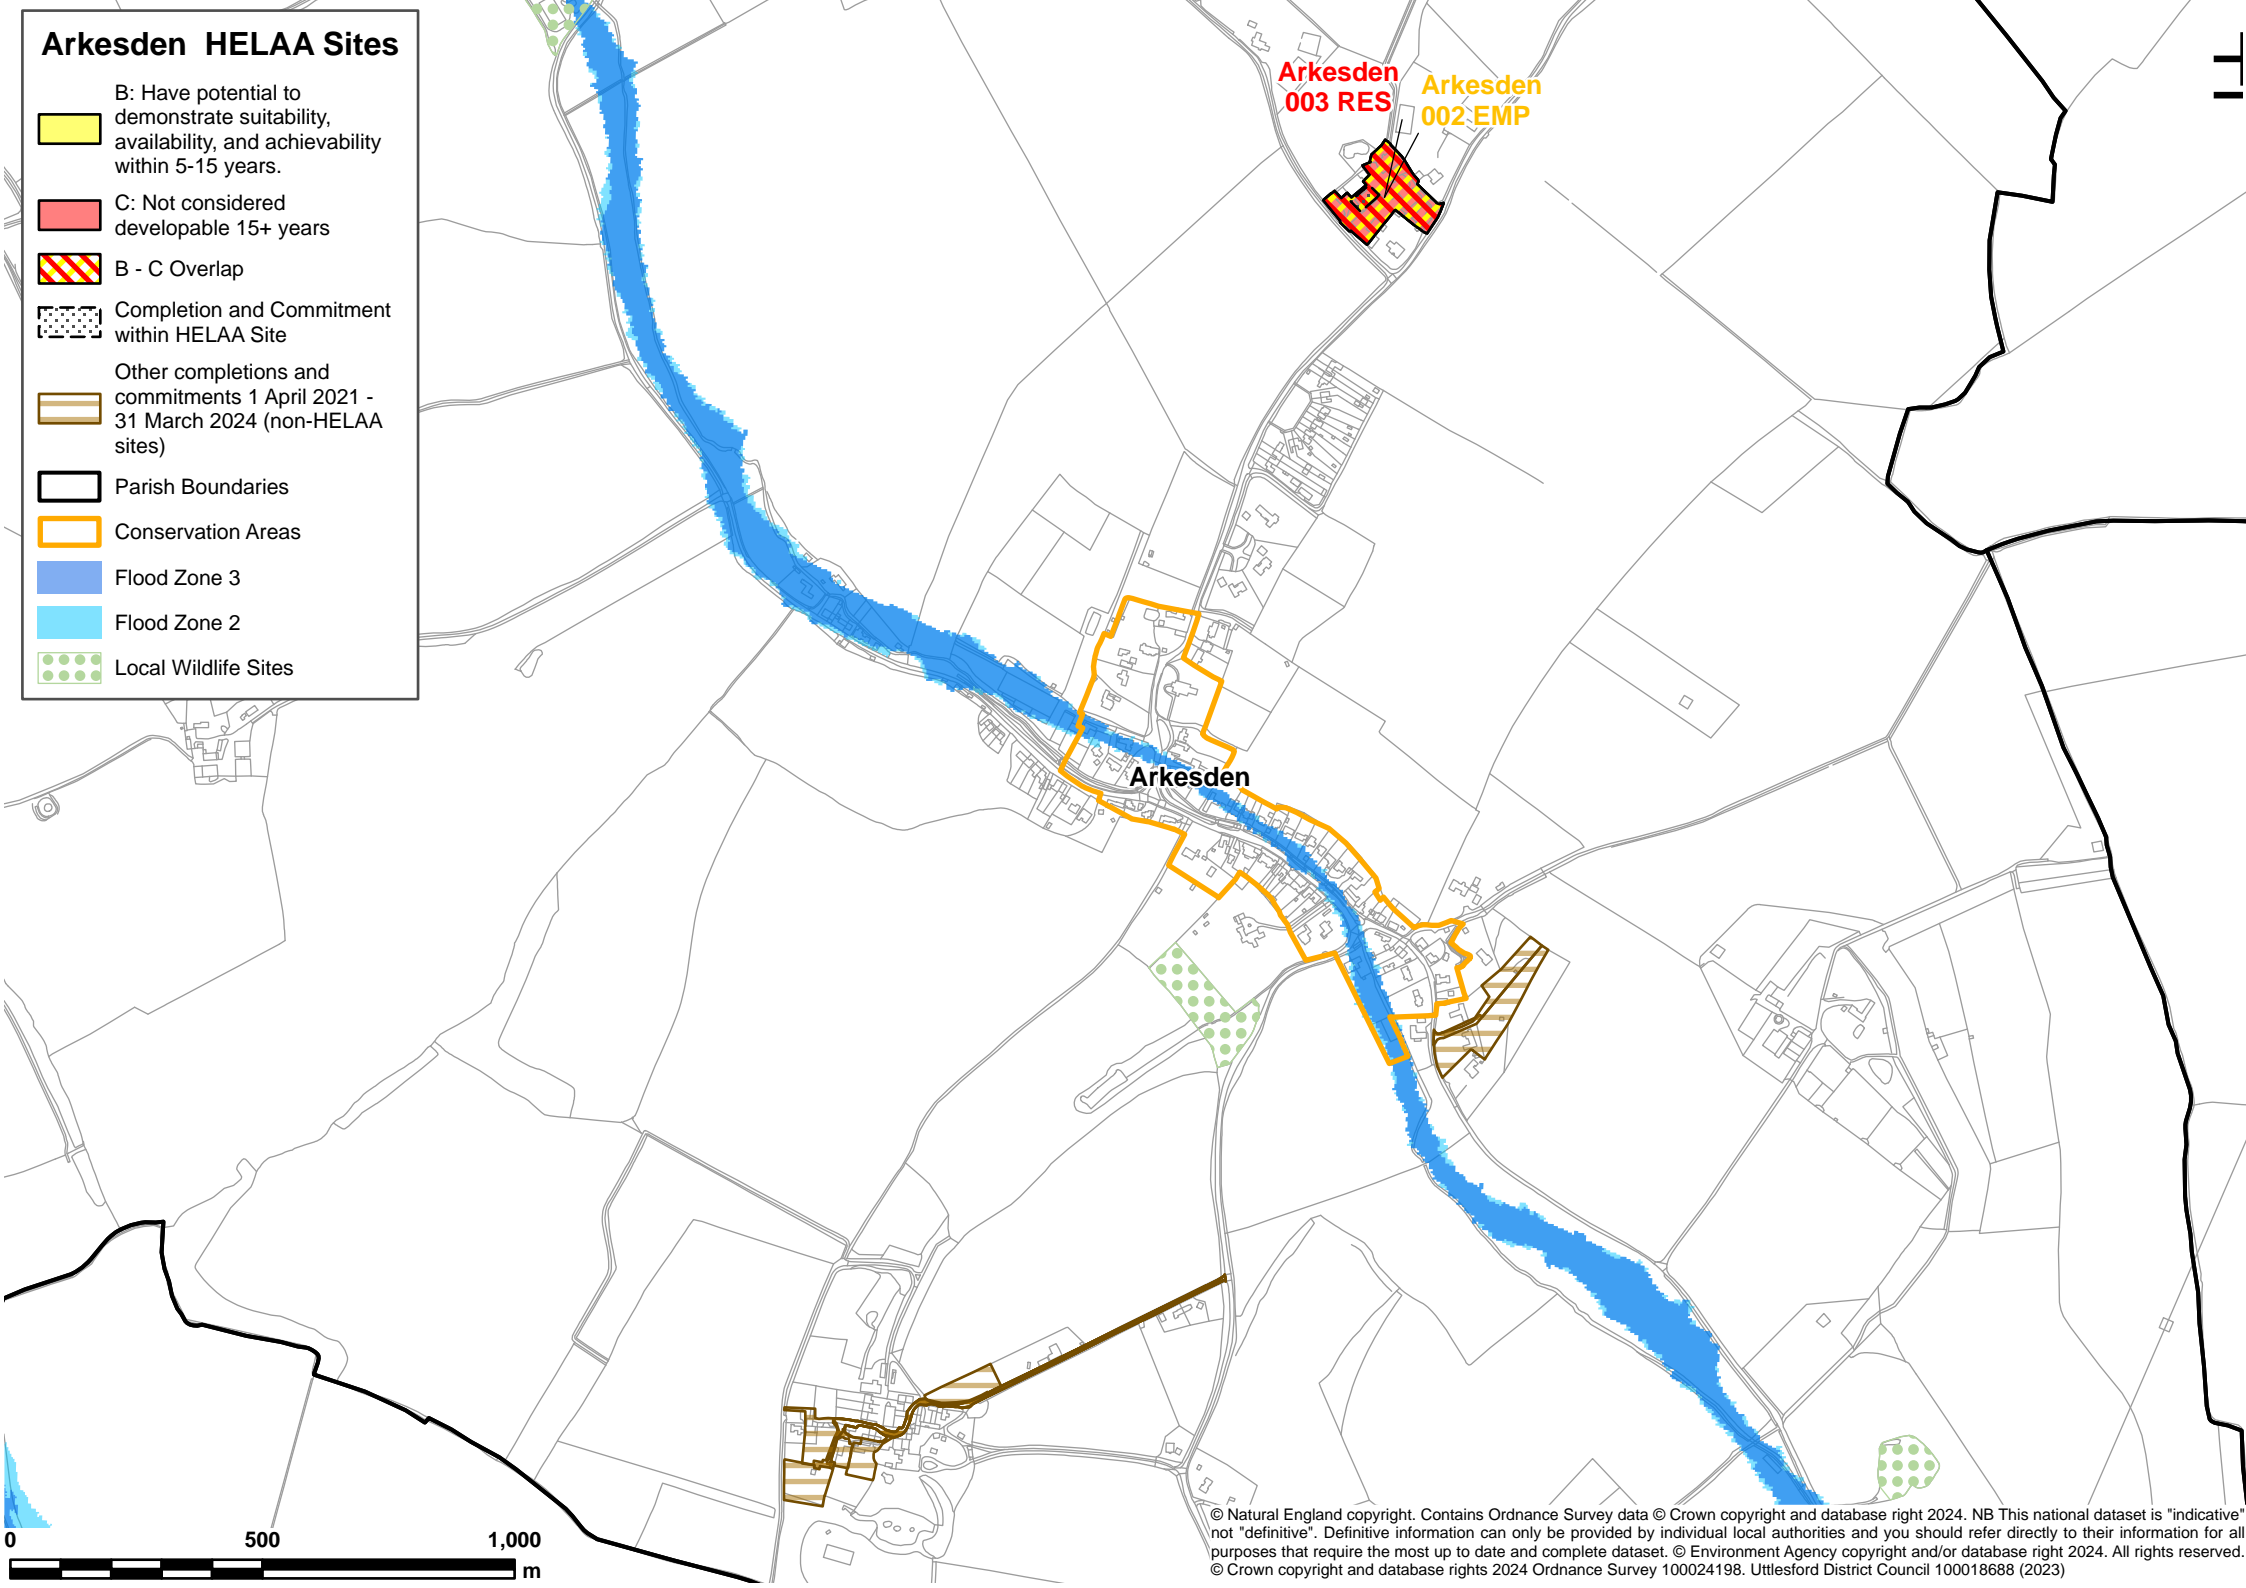 Arkesden HELAA Sites
B: Have potential to
demonstrate suitability,
availability, and achievability
within 5-15 years.
C: Not considered
developable 15+ years
B - C Overlap
Completion and Commitment
within HELAA Site
Other completions and
commitments 1 April 2021 -
31 March 2024 (non-HELAA
sites)
Parish Boundaries
Conservation Areas
Flood Zone 3
Flood Zone 2
Local Wildlife Sites
Arkesden
003 RES
Arkesden
002 EMP
Arkesden
0 500 1,000
m
© Natural England copyright. Contains Ordnance Survey data © Crown copyright and database right 2024. NB This national dataset is "indicative"
not "definitive". Definitive information can only be provided by individual local authorities and you should refer directly to their information for all
purposes that require the most up to date and complete dataset. © Environment Agency copyright and/or database right 2024. All rights reserved.
© Crown copyright and database rights 2024 Ordnance Survey 100024198. Uttlesford District Council 100018688 (2023)